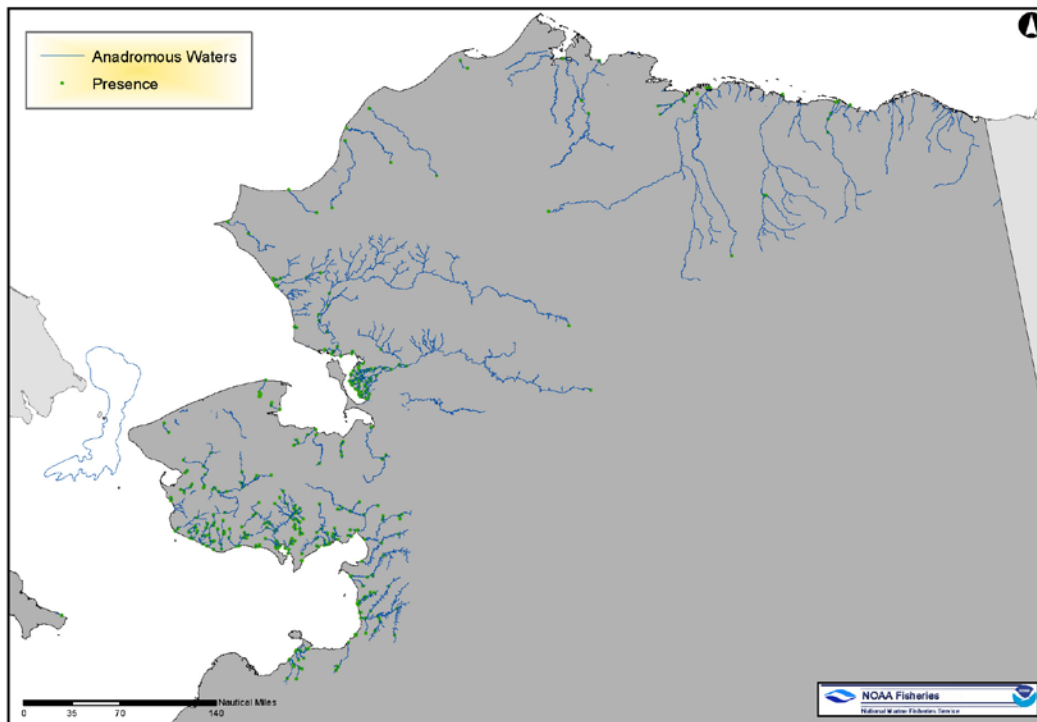 Anadromous Waters
Presence
Nautical Miles
0 35 70 140
NOAA Fisheries
National Marine Fisheries Service